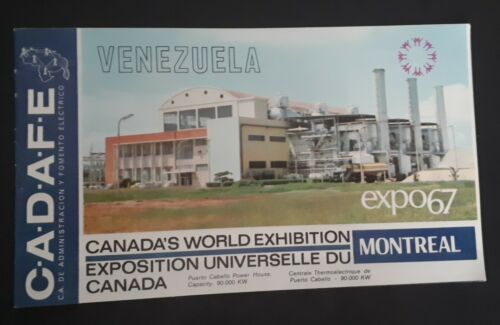 C·A·D·A·F·E
C.A. DE ADMINISTRACION Y FOMENTO ELECTRICO
VENEZUELA
expo67
CANADA'S WORLD EXHIBITION
EXPOSITION UNIVERSELLE DU
CANADA
MONTREAL
Puerto Cabello Power House.
Capacity 90.000 KW
Centrale Thermoelectrique de
Puerto Cabello - 90.000 KW